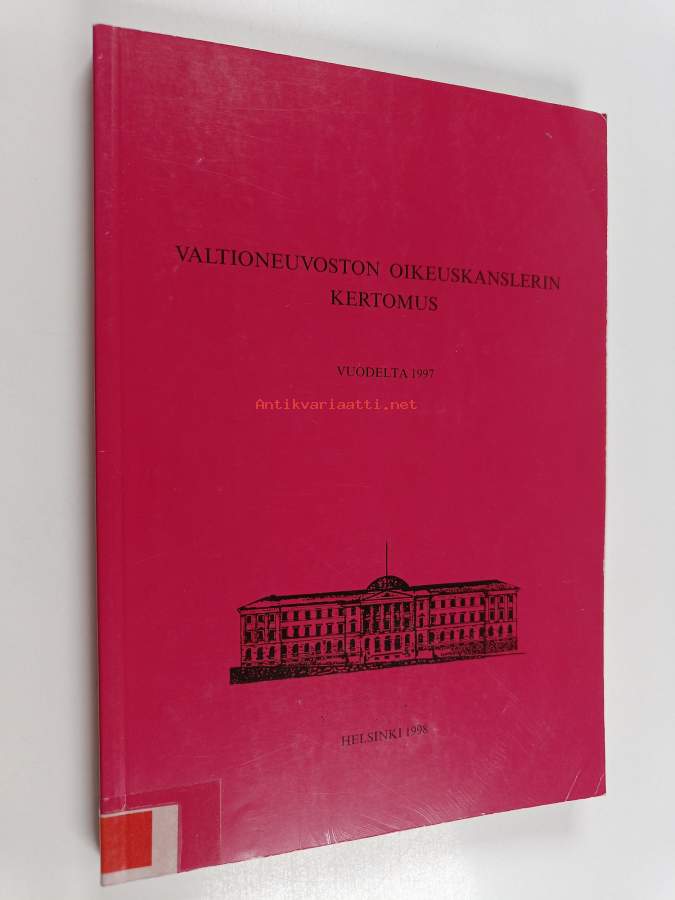 VALTIONEUVOSTON OIKEUSKANSLERIN
KERTOMUS
VUODELTA 1997
Antikvariaatti.net
HELSINKI 1998